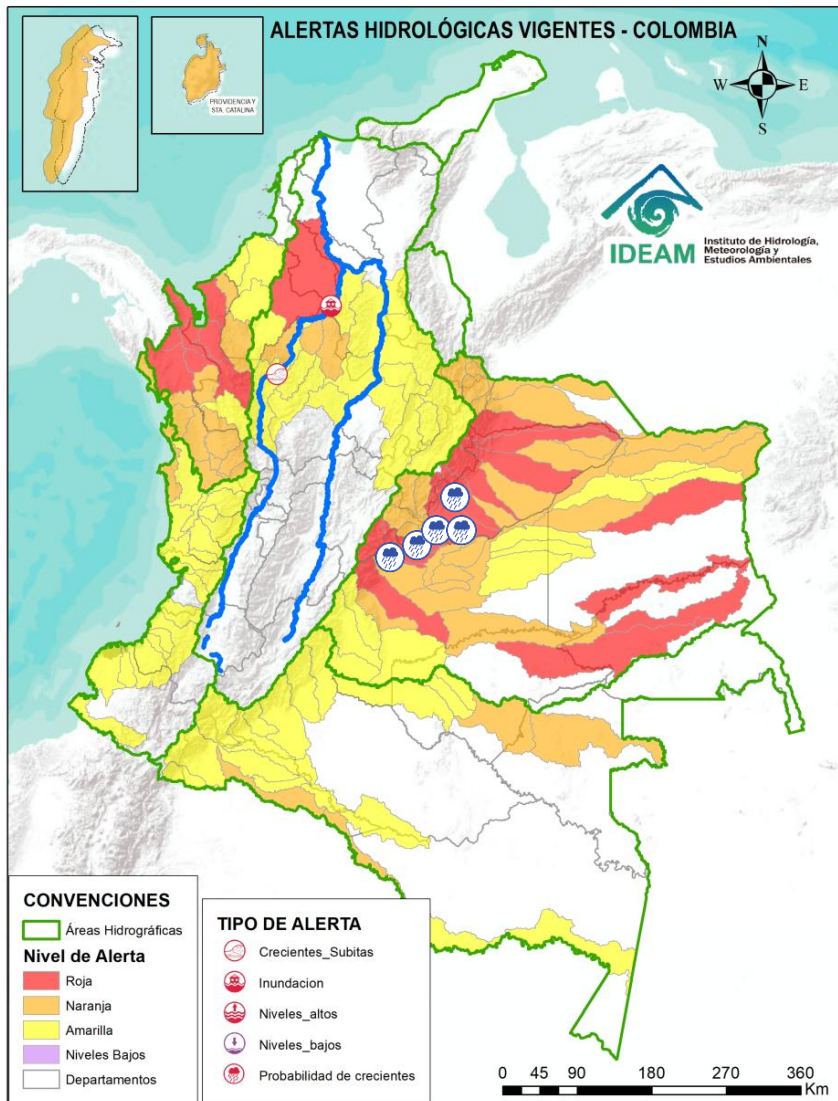 ALERTAS HIDROLÓGICAS VIGENTES - COLOMBIA
PROVIDENCIA Y
STA. CATALINA
N
W
E
S
IDEAM
Instituto de Hidrología,
Meteorología y
Estudios Ambientales
CONVENCIONES
Áreas Hidrográficas
Nivel de Alerta
Roja
Naranja
Amarilla
Niveles Bajos
Departamentos
TIPO DE ALERTA
Crecientes_Subitas
Inundacion
Niveles_altos
Niveles_bajos
Probabilidad de crecientes
0 45 90 180 270 360
Km